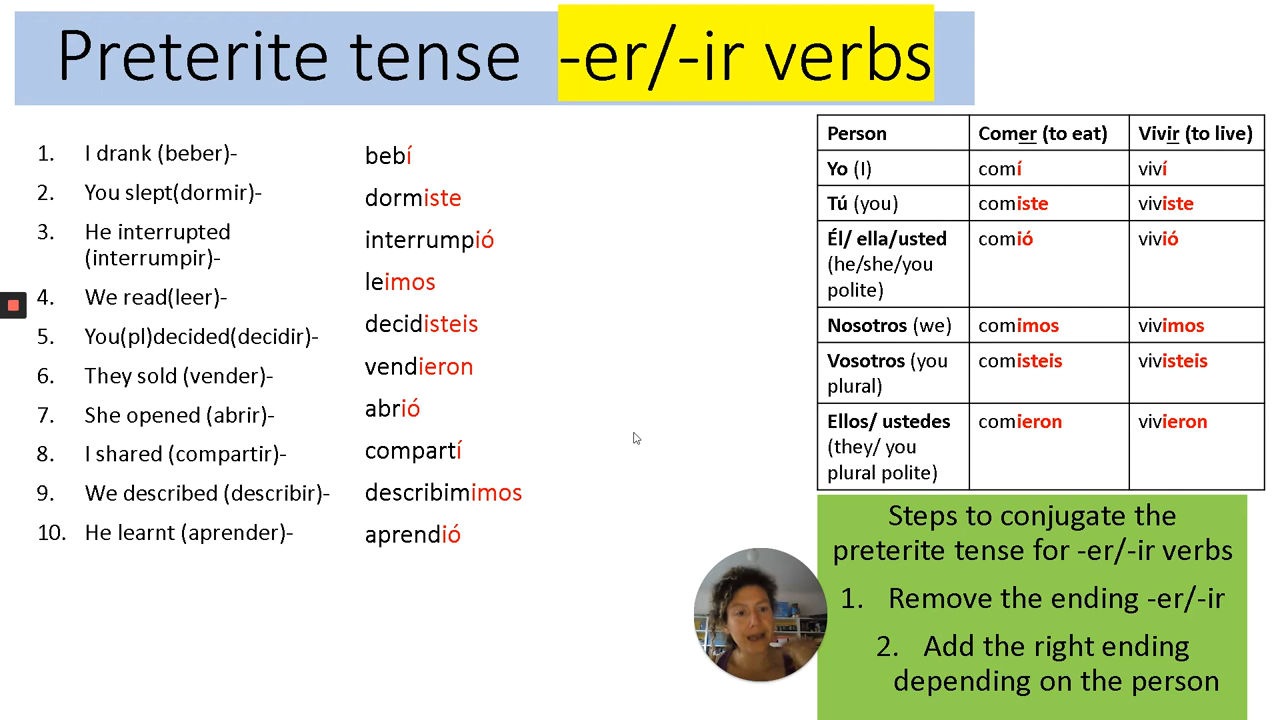 Preterite tense -er/-ir verbs
1. I drank (beber)-
2. You slept(dormir)-
3. He interrupted
(interrumpir)-
4. We read(leer)-
5. You(pl)decided(decidir)-
6. They sold (vender)-
7. She opened (abrir)-
8. I shared (compartir)-
9. We described (describir)-
10. He learnt (aprender)-
bebí
dormiste
interrumpió
leimos
decidisteis
vendieron
abrió
compartí
describimimos
aprendió
Person Comer (to eat) Vivir (to live)
Yo (I) comí viví
Tú (you) comiste viviste
Él/ ella/usted comió vivió
(he/she/you
polite)
Nosotros (we) comimos vivimos
Vosotros (you comisteis vivisteis
plural)
Ellos/ ustedes comieron vivieron
(they/ you
plural polite)
Steps to conjugate the
preterite tense for -er/-ir verbs
1. Remove the ending -er/-ir
2. Add the right ending
depending on the person